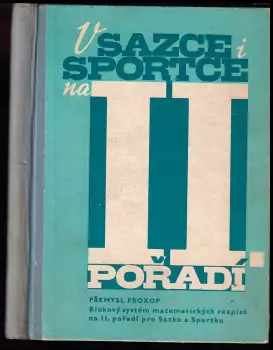 V SAZCE i
SPORTCE
na
II.
POŘADÍ
PŘEMYSL PROKOP
Blokový systém matematických rozpisů
na II. pořadí pro Sazku a Sportku